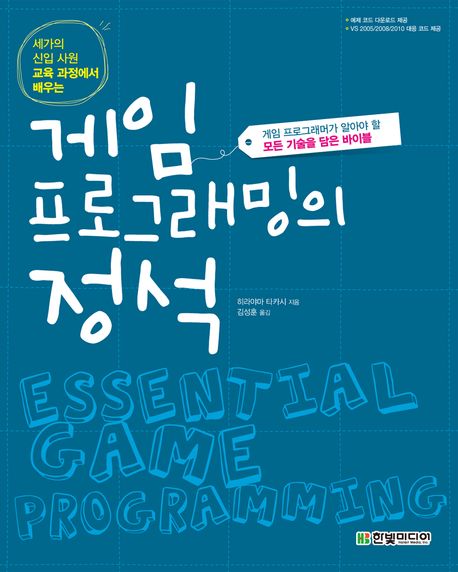 + 예제 코드 다운로드 제공
+ VS 2005/2008/2010 대응 코드 제공
세가의
신입 사원
교육 과정에서
배우는
게임
프로그래밍의
정석
게임 프로그래머가 알아야 할
모든 기술을 담은 바이블
히라야마 타카시 지음
김성훈 옮김
ESSENTIAL
GAME
PROGRAMMING
HB 한빛미디어
Hanbit Media, Inc.